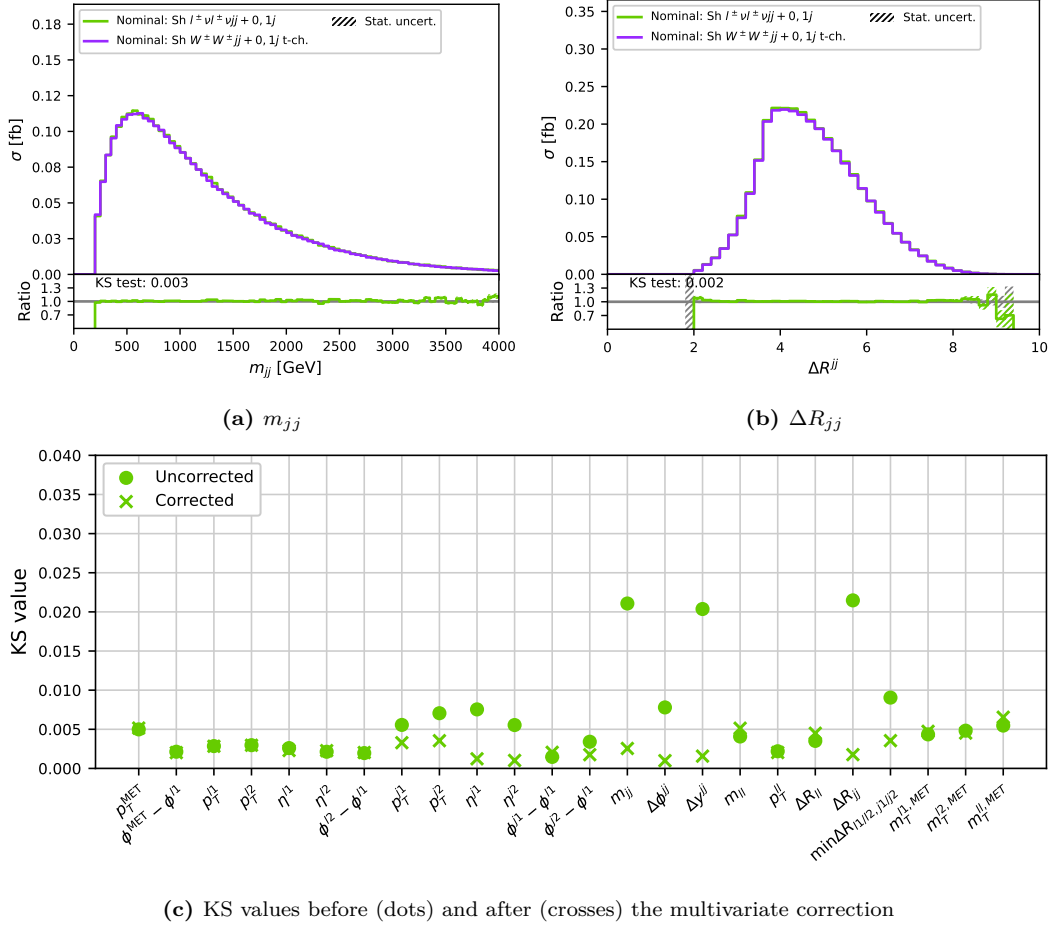 Nominal: Sh l±νl±νjj + 0, 1j
Nominal: Sh W±W±jj + 0, 1j t-ch.
Stat. uncert.
σ [fb]
0.18
0.15
0.12
0.10
0.08
0.05
0.03
0.00
KS test: 0.003
Ratio
1.3
1.0
0.7
0 500 1000 1500 2000 2500 3000 3500 4000
m_jj [GeV]
(a) m_jj
Nominal: Sh l±νl±νjj + 0, 1j
Nominal: Sh W±W±jj + 0, 1j t-ch.
Stat. uncert.
σ [fb]
0.35
0.30
0.25
0.20
0.15
0.10
0.05
0.00
KS test: 0.002
Ratio
1.3
1.0
0.7
0 2 4 6 8 10
ΔR^jj
(b) ΔR_jj
Uncorrected
Corrected
KS value
0.040
0.035
0.030
0.025
0.020
0.015
0.010
0.005
0.000
p_T^MET
ϕ^MET − ϕ^l1
p_T^l1
p_T^l2
η^l1
η^l2
ϕ^l2 − ϕ^l1
p_T^j1
p_T^j2
η^j1
η^j2
ϕ^j1 − ϕ^l1
ϕ^j2 − ϕ^l1
m_jj
Δϕ^jj
Δy^jj
m_ll
p_T^ll
ΔR_ll
ΔR_jj
minΔR_l1/l2, j1/j2
m_T^l1, MET
m_T^l2, MET
m_T^ll, MET
(c) KS values before (dots) and after (crosses) the multivariate correction